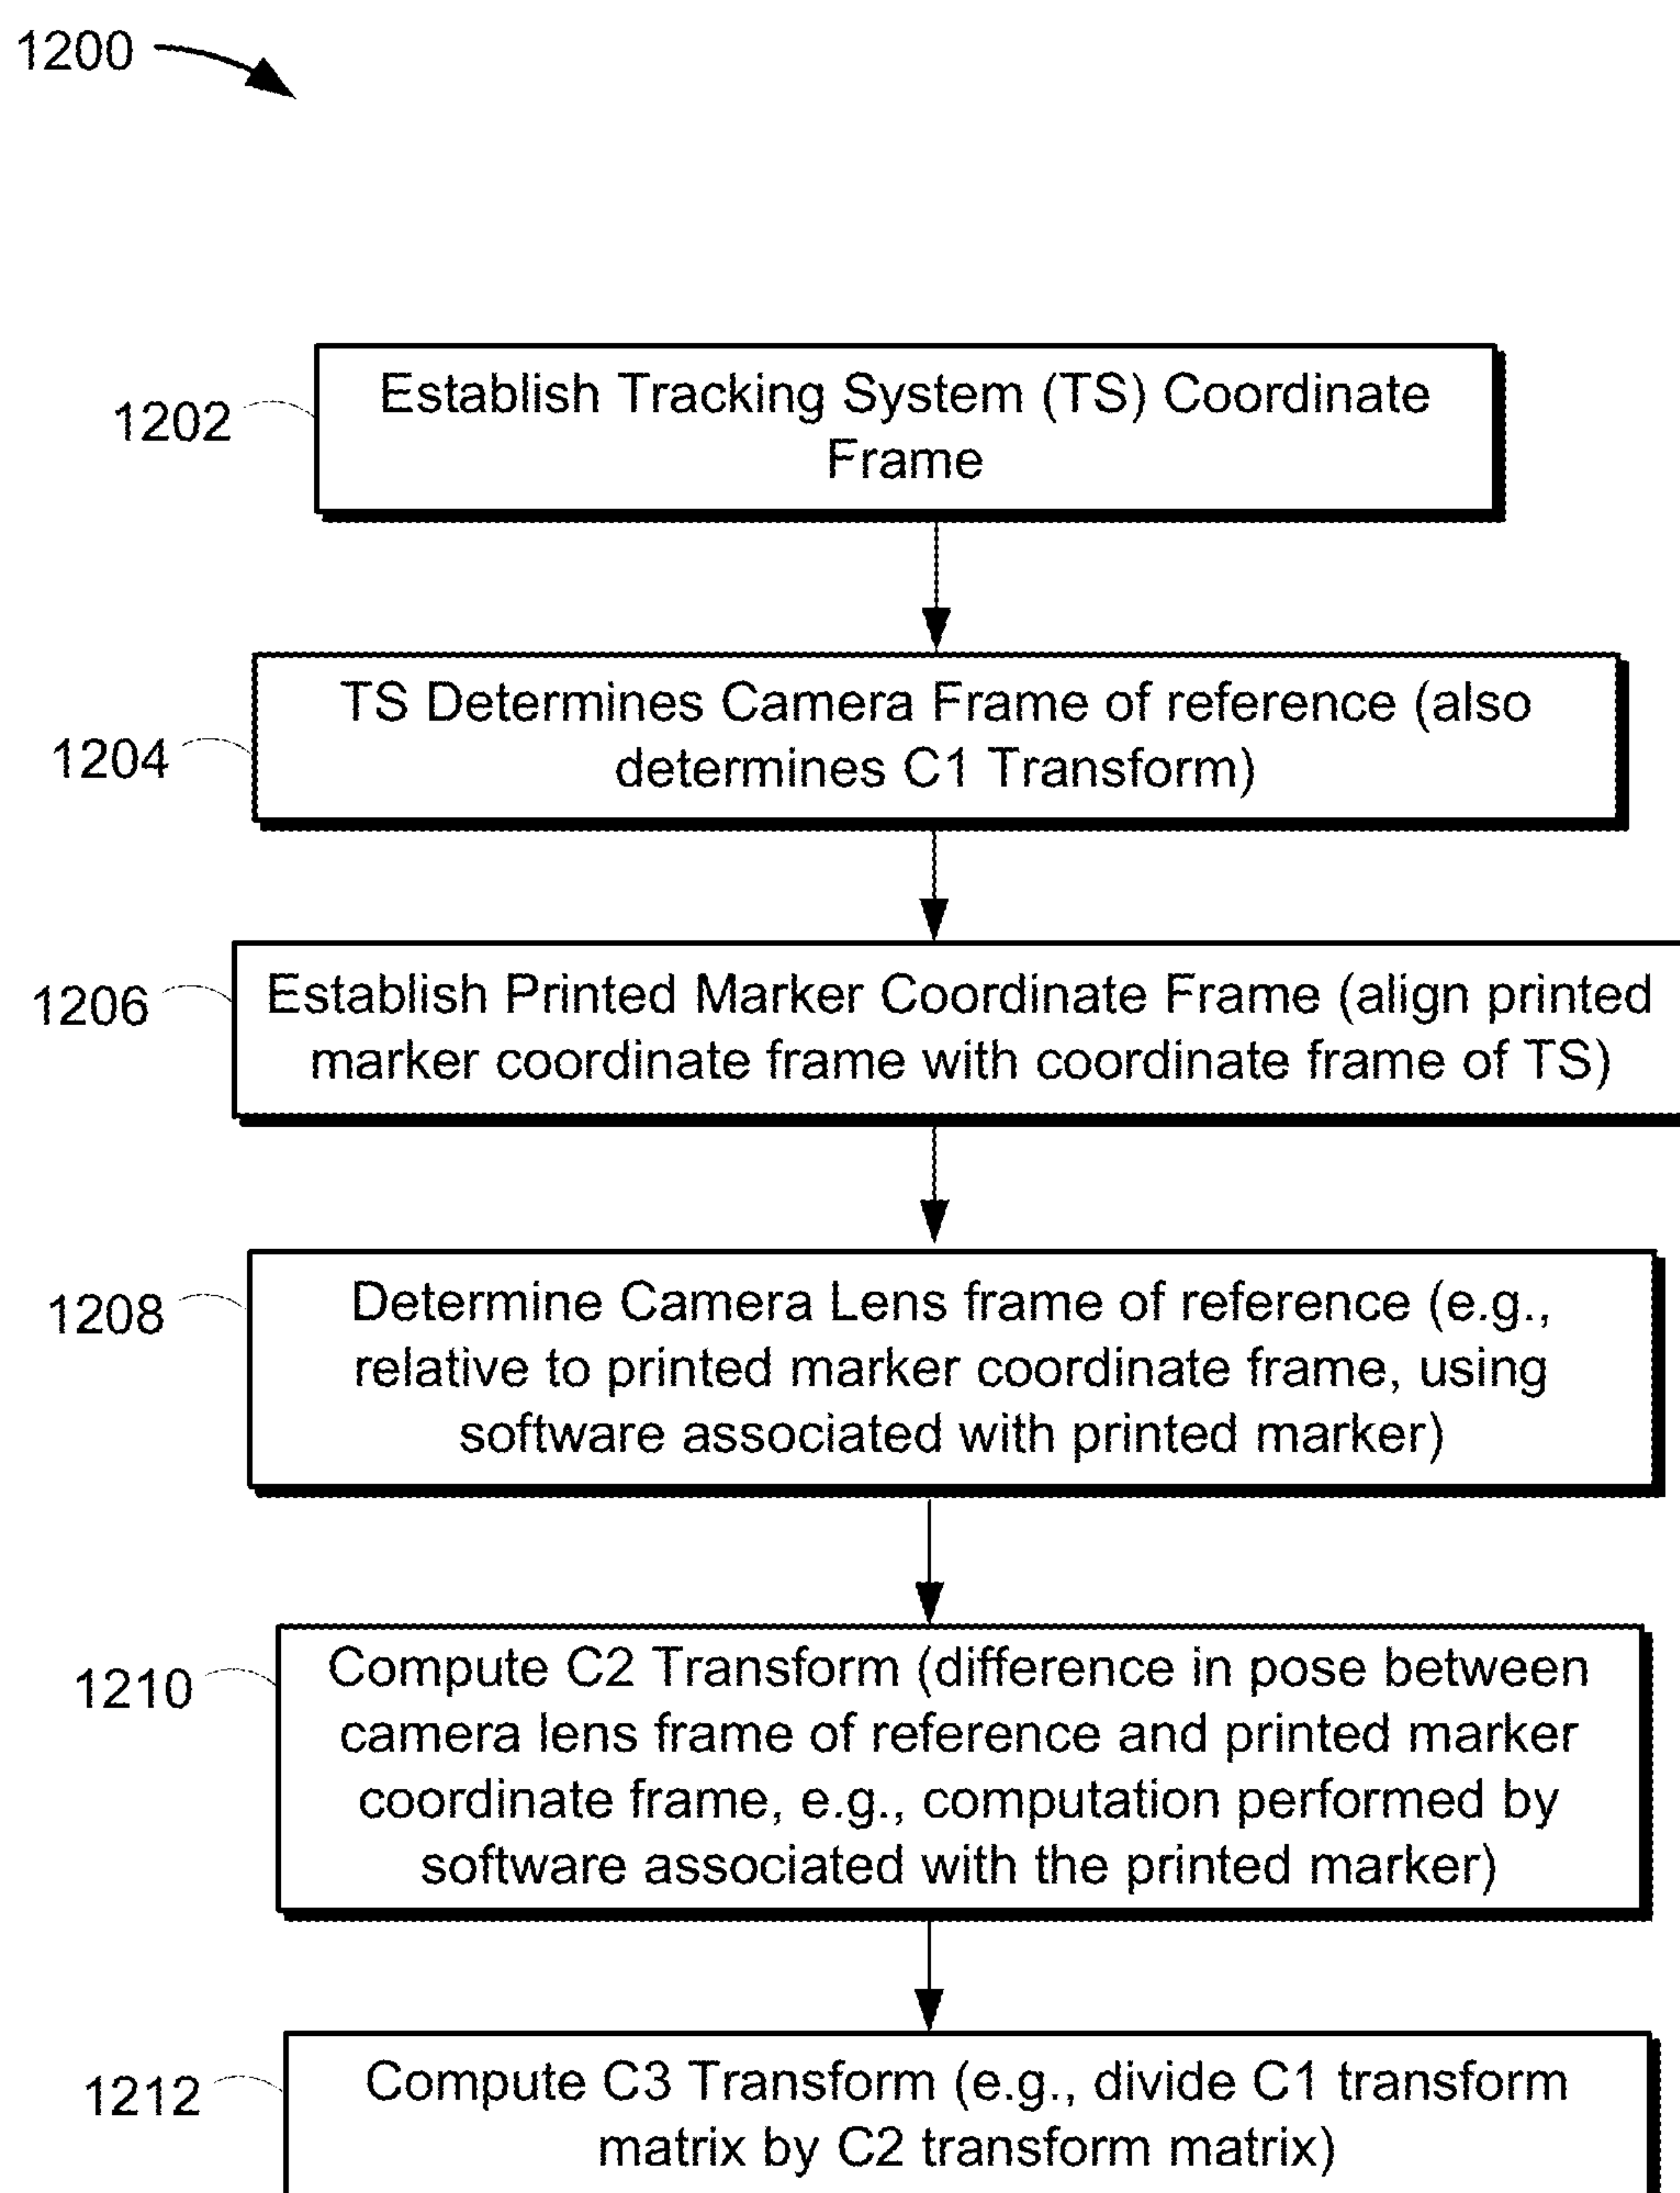 1200
1202
Establish Tracking System (TS) Coordinate
Frame
1204
TS Determines Camera Frame of reference (also
determines C1 Transform)
1206
Establish Printed Marker Coordinate Frame (align printed
marker coordinate frame with coordinate frame of TS)
1208
Determine Camera Lens frame of reference (e.g.,
relative to printed marker coordinate frame, using
software associated with printed marker)
1210
Compute C2 Transform (difference in pose between
camera lens frame of reference and printed marker
coordinate frame, e.g., computation performed by
software associated with the printed marker)
1212
Compute C3 Transform (e.g., divide C1 transform
matrix by C2 transform matrix)